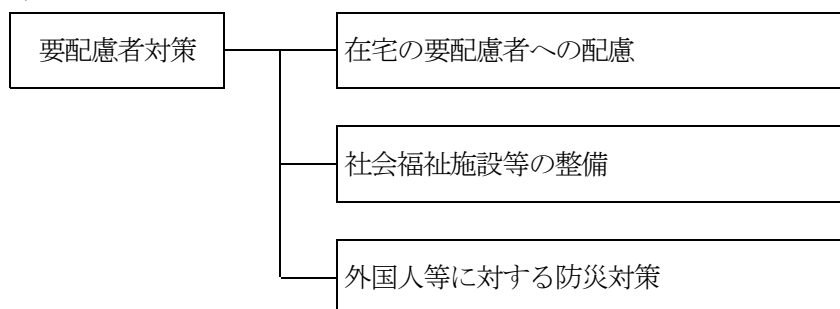 要配慮者対策
在宅の要配慮者への配慮
社会福祉施設等の整備
外国人等に対する防災対策